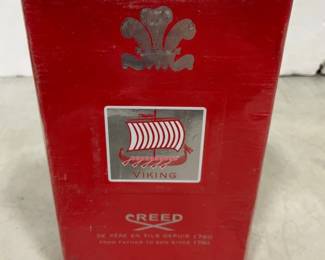 VIKING
CREED
DE PÈRE EN FILS DEPUIS 1760
FROM FATHER TO SON SINCE 1760